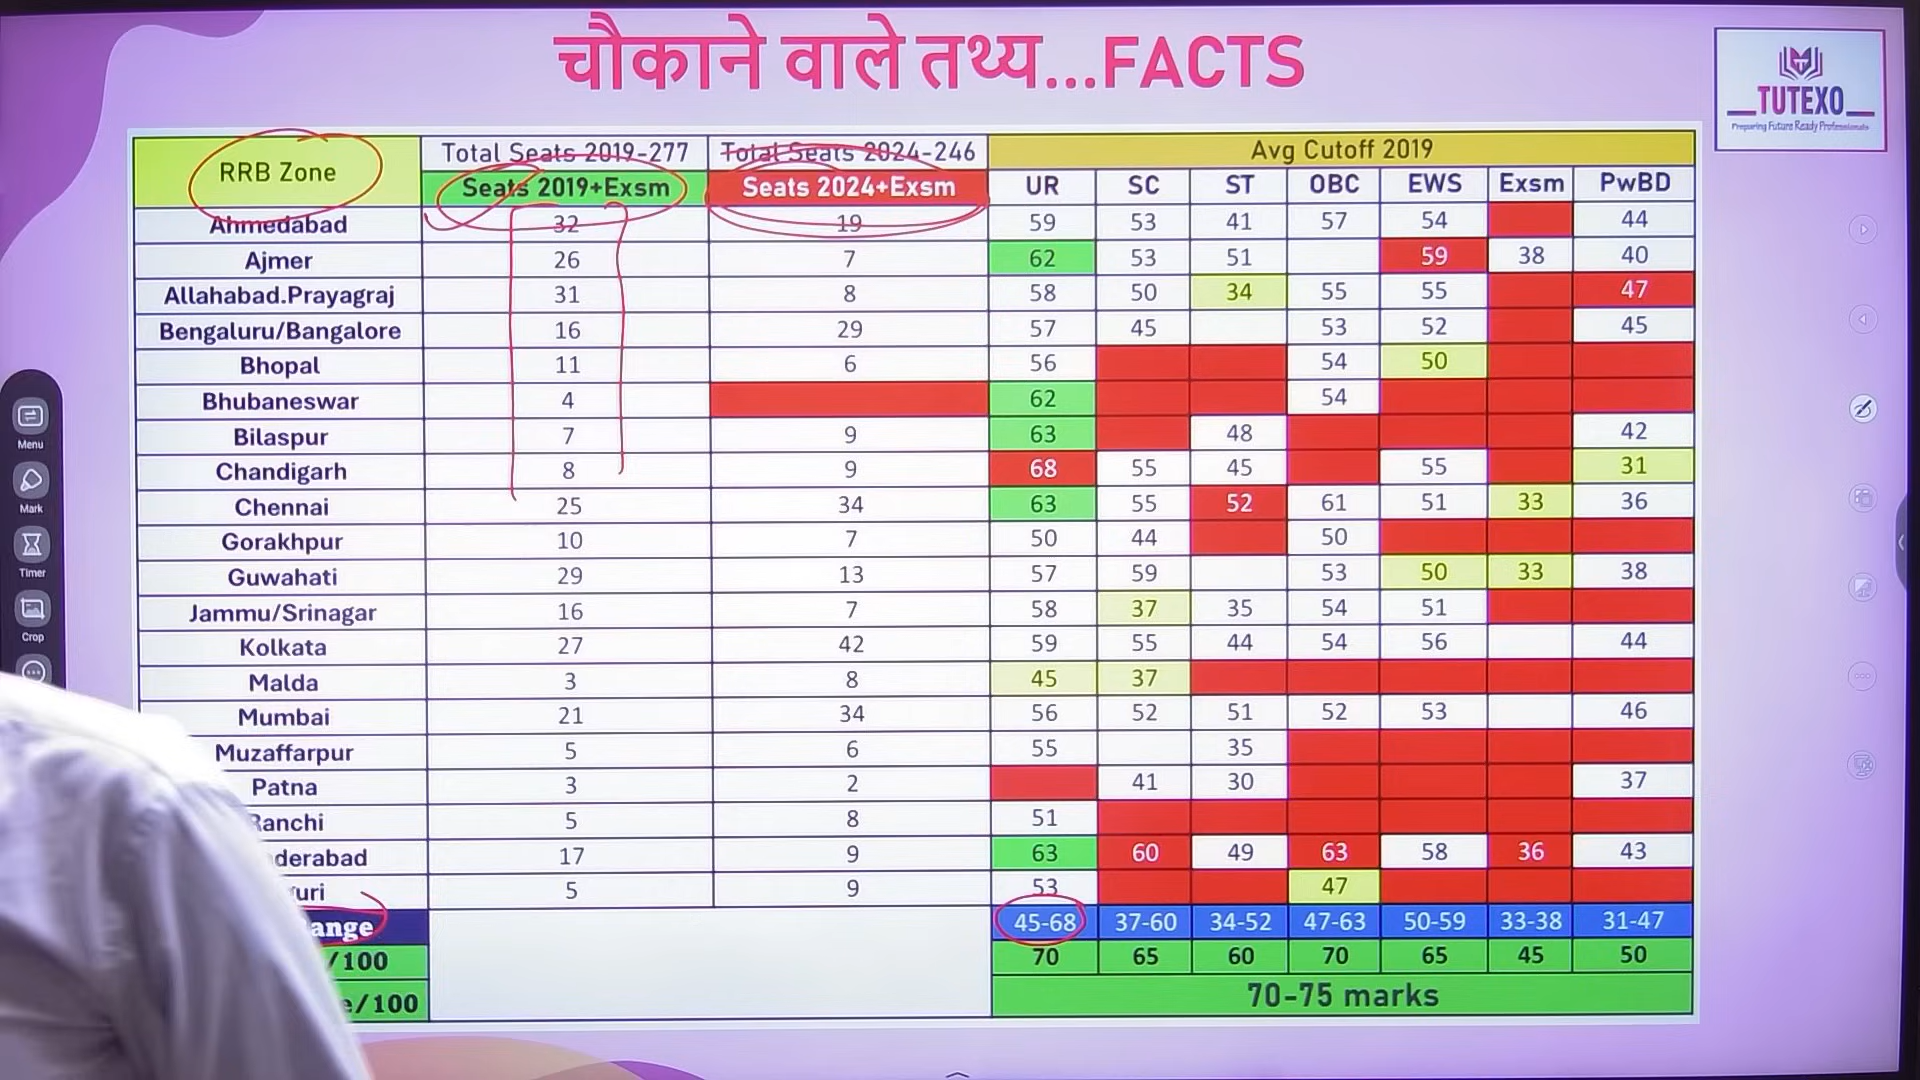 चौकाने वाले तथ्य...FACTS
TUTEXO
Preparing Future Ready Professionals
RRB Zone Total Seats 2019-277 Total Seats 2024-246 Avg Cutoff 2019
Seats 2019+Exsm Seats 2024+Exsm UR SC ST OBC EWS Exsm PwBD
Ahmedabad 32 19 59 53 41 57 54 44
Ajmer 26 7 62 53 51 59 38 40
Allahabad.Prayagraj 31 8 58 50 34 55 55 47
Bengaluru/Bangalore 16 29 57 45 53 52 45
Bhopal 11 6 56 54 50
Bhubaneswar 4 62 54
Bilaspur 7 9 63 48 42
Chandigarh 8 9 68 55 45 55 31
Chennai 25 34 63 55 52 61 51 33 36
Gorakhpur 10 7 50 44 50
Guwahati 29 13 57 59 53 50 33 38
Jammu/Srinagar 16 7 58 37 35 54 51
Kolkata 27 42 59 55 44 54 56 44
Malda 3 8 45 37
Mumbai 21 34 56 52 51 52 53 46
Muzaffarpur 5 6 55 35
Patna 3 2 41 30 37
Ranchi 5 8 51
derabad 17 9 63 60 49 63 58 36 43
uri 5 9 53 47
ange 45-68 37-60 34-52 47-63 50-59 33-38 31-47
/100 70 65 60 70 65 45 50
e/100 70-75 marks
Menu
Mark
Timer
Crop